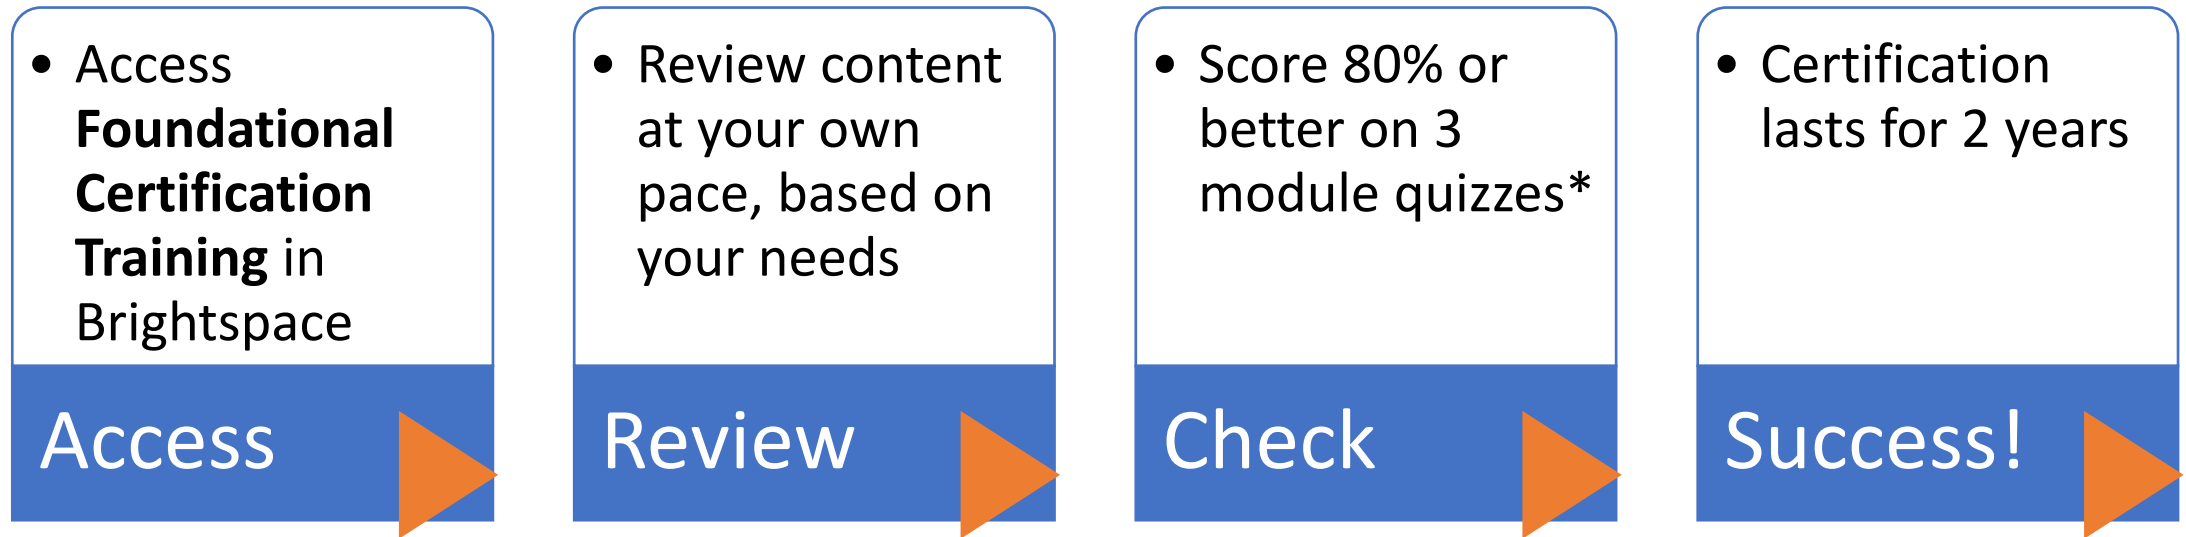 • Access
Foundational
Certification
Training in
Brightspace
Access
• Review content
at your own
pace, based on
your needs
Review
• Score 80% or
better on 3
module quizzes*
Check
• Certification
lasts for 2 years
Success!